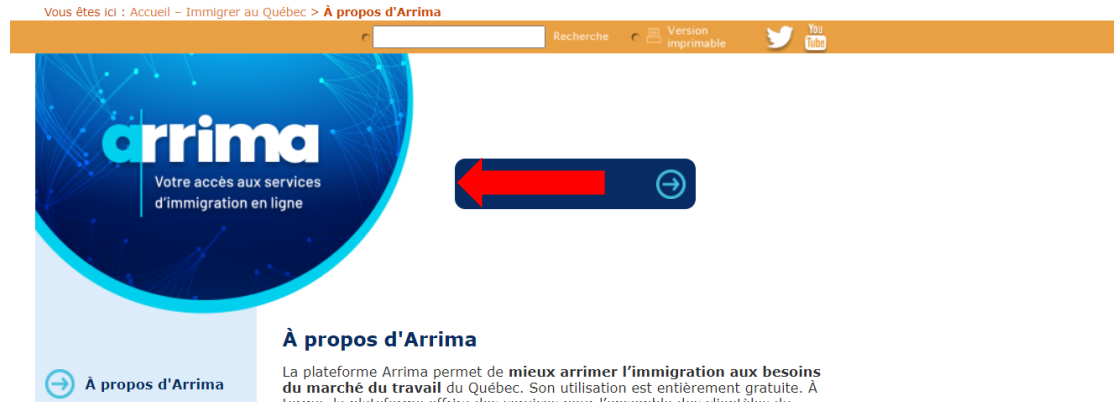 Vous êtes ici : Accueil – Immigrer au Québec > À propos d'Arrima
Recherche
Version
imprimable
You
Tube
arrima
Votre accès aux services
d'immigration en ligne
À propos d'Arrima
La plateforme Arrima permet de mieux arrimer l'immigration aux besoins
À propos d'Arrima
du marché du travail du Québec. Son utilisation est entièrement gratuite. À